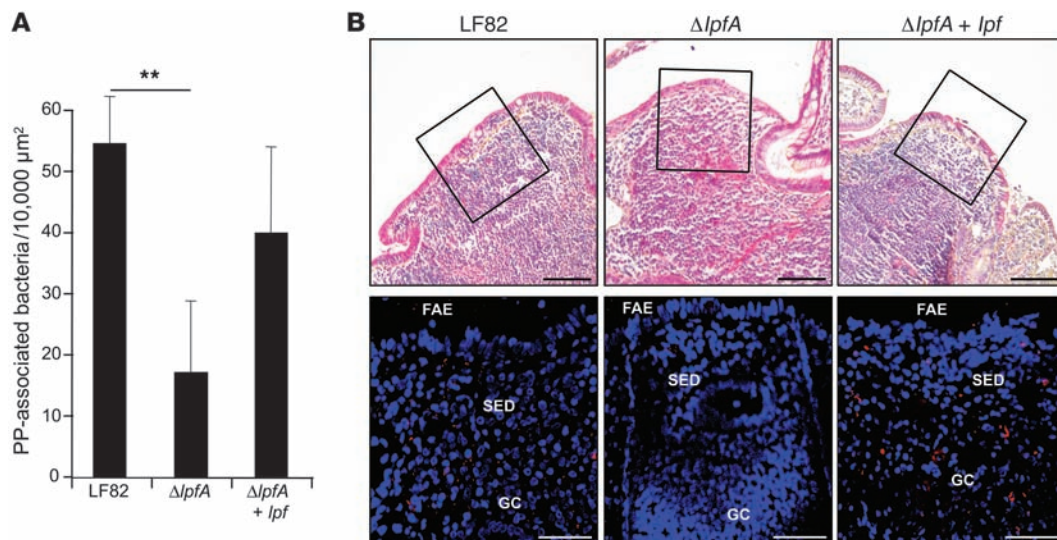 A
PP-associated bacteria/10,000 μm²
60
50
40
30
20
10
0
**
LF82
ΔlpfA
ΔlpfA
+ lpf
B
LF82
ΔlpfA
ΔlpfA + lpf
FAE
SED
GC
FAE
SED
GC
FAE
SED
GC